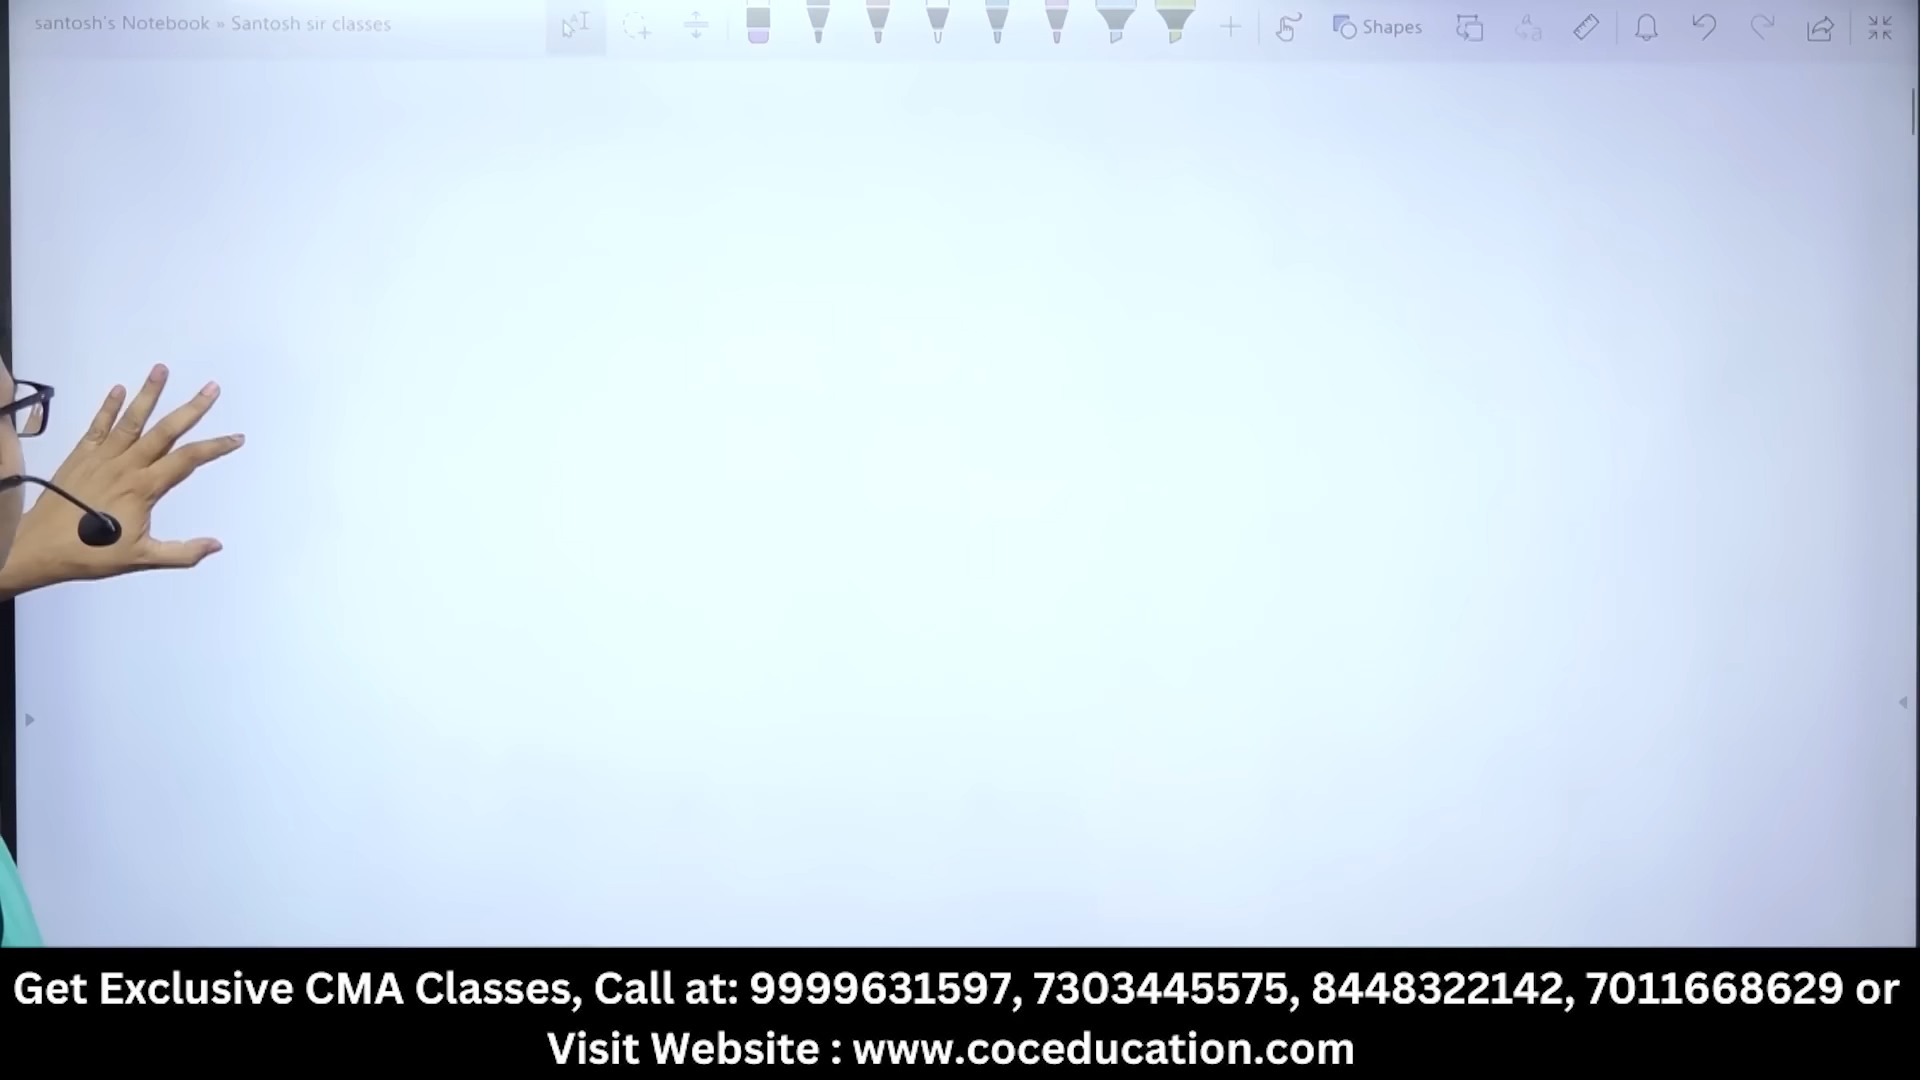 santosh's Notebook » Santosh sir classes
Shapes
Get Exclusive CMA Classes, Call at: 9999631597, 7303445575, 8448322142, 7011668629 or
Visit Website : www.coceducation.com